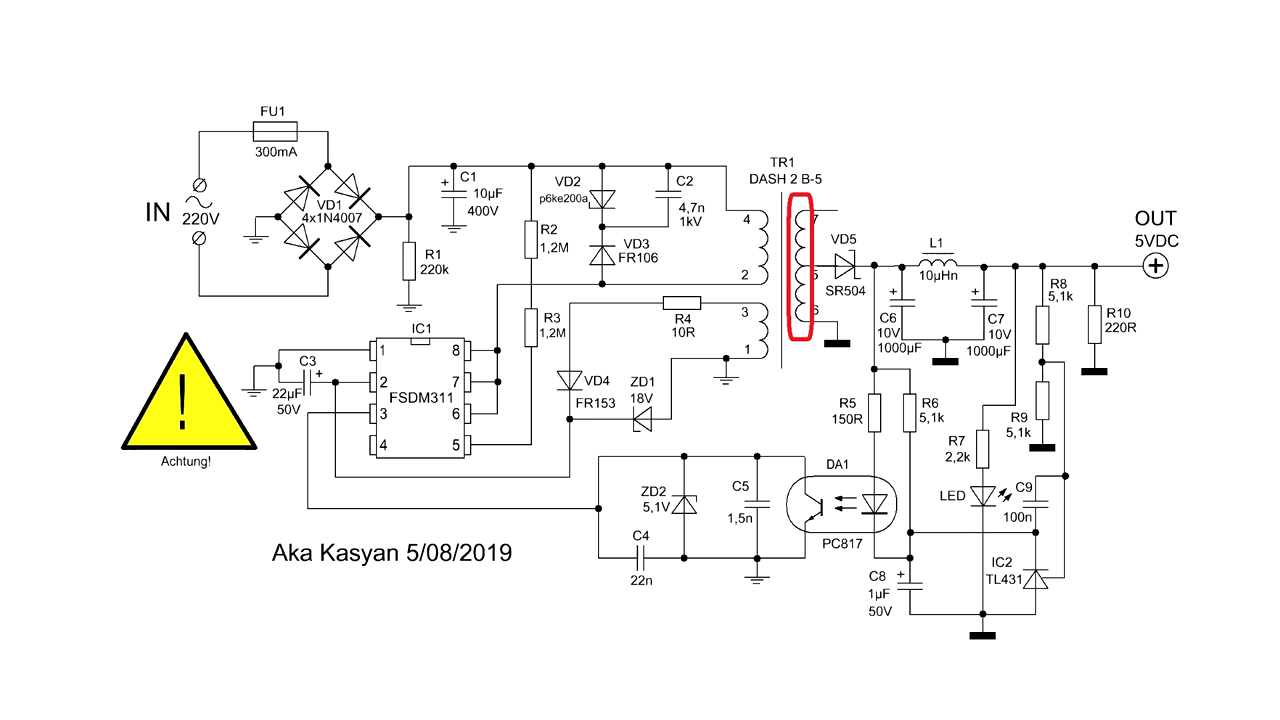 FU1
300mA
IN
220V
VD1
4x1N4007
R1
220k
C1
10µF
400V
R2
1,2M
R3
1,2M
VD2
p6ke200a
VD3
FR106
C2
4,7n
1kV
TR1
DASH 2 B-5
4
2
3
1
7
5
6
R4
10R
VD4
FR153
ZD1
18V
IC1
FSDM311
1
2
3
4
8
7
6
5
C3
22µF
50V
!
Achtung!
Aka Kasyan 5/08/2019
ZD2
5,1V
C4
22n
C5
1,5n
DA1
PC817
VD5
SR504
L1
10µHn
C6
10V
1000µF
C7
10V
1000µF
R5
150R
R6
5,1k
R7
2,2k
LED
R8
5,1k
R9
5,1k
R10
220R
C8
1µF
50V
C9
100n
IC2
TL431
OUT
5VDC